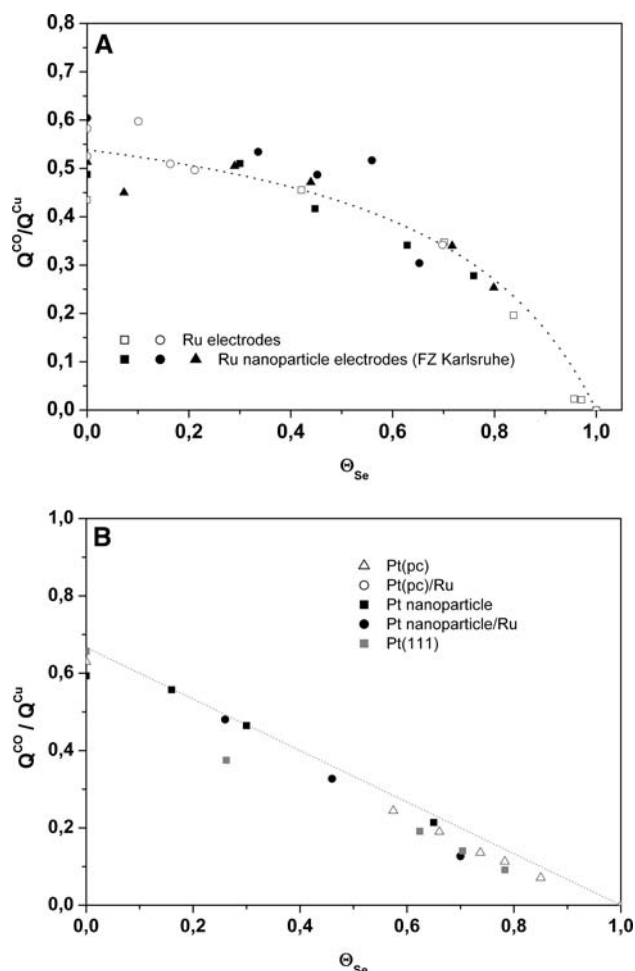 A
0,8
0,7
0,6
0,5
0,4
0,3
0,2
0,1
0,0
Q^CO/Q^Cu
□ ○ Ru electrodes
■ ● ▲ Ru nanoparticle electrodes (FZ Karlsruhe)
0,0 0,2 0,4 0,6 0,8 1,0
Θ_Se
B
1,0
0,8
0,6
0,4
0,2
0,0
Q^CO / Q^Cu
△ Pt(pc)
○ Pt(pc)/Ru
■ Pt nanoparticle
● Pt nanoparticle/Ru
■ Pt(111)
0,0 0,2 0,4 0,6 0,8 1,0
Θ_Se